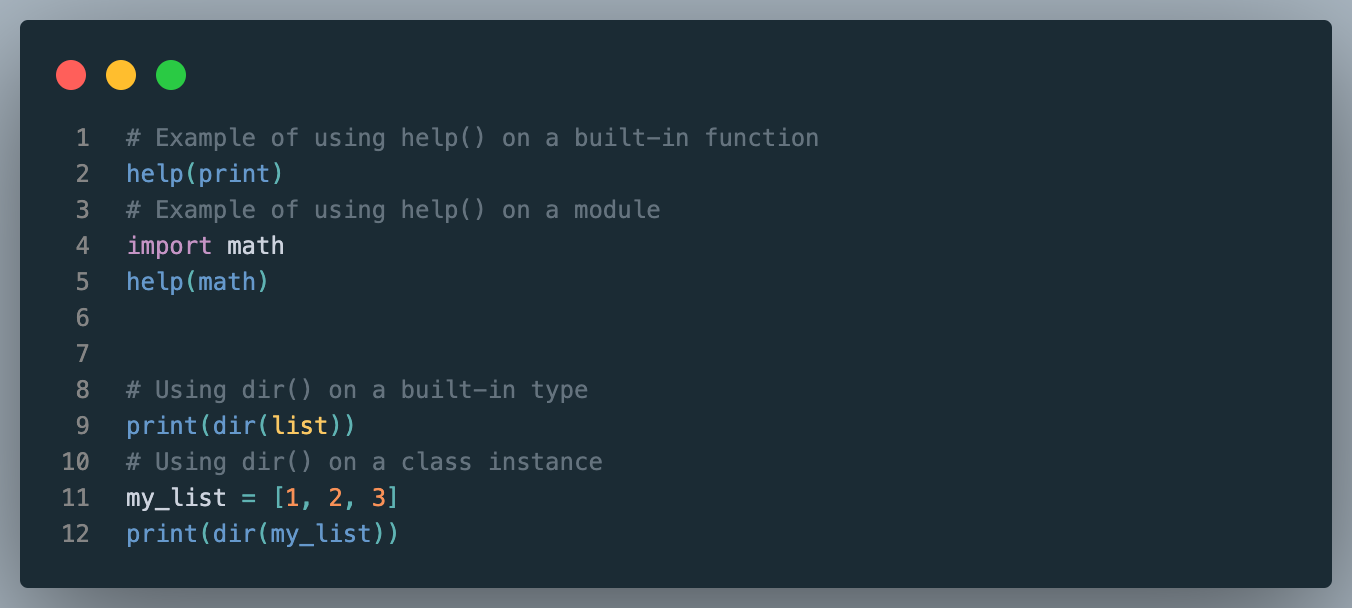 1 # Example of using help() on a built-in function
2 help(print)
3 # Example of using help() on a module
4 import math
5 help(math)
6
7
8 # Using dir() on a built-in type
9 print(dir(list))
10 # Using dir() on a class instance
11 my_list = [1, 2, 3]
12 print(dir(my_list))